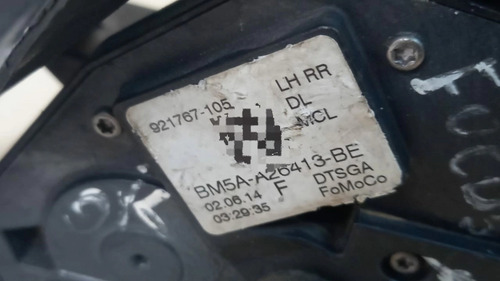 921767-105
LH RR
DL
MCL
BM5A-A26413-BE
02.06.14 F DTSGA
03:29:35 FoMoCo